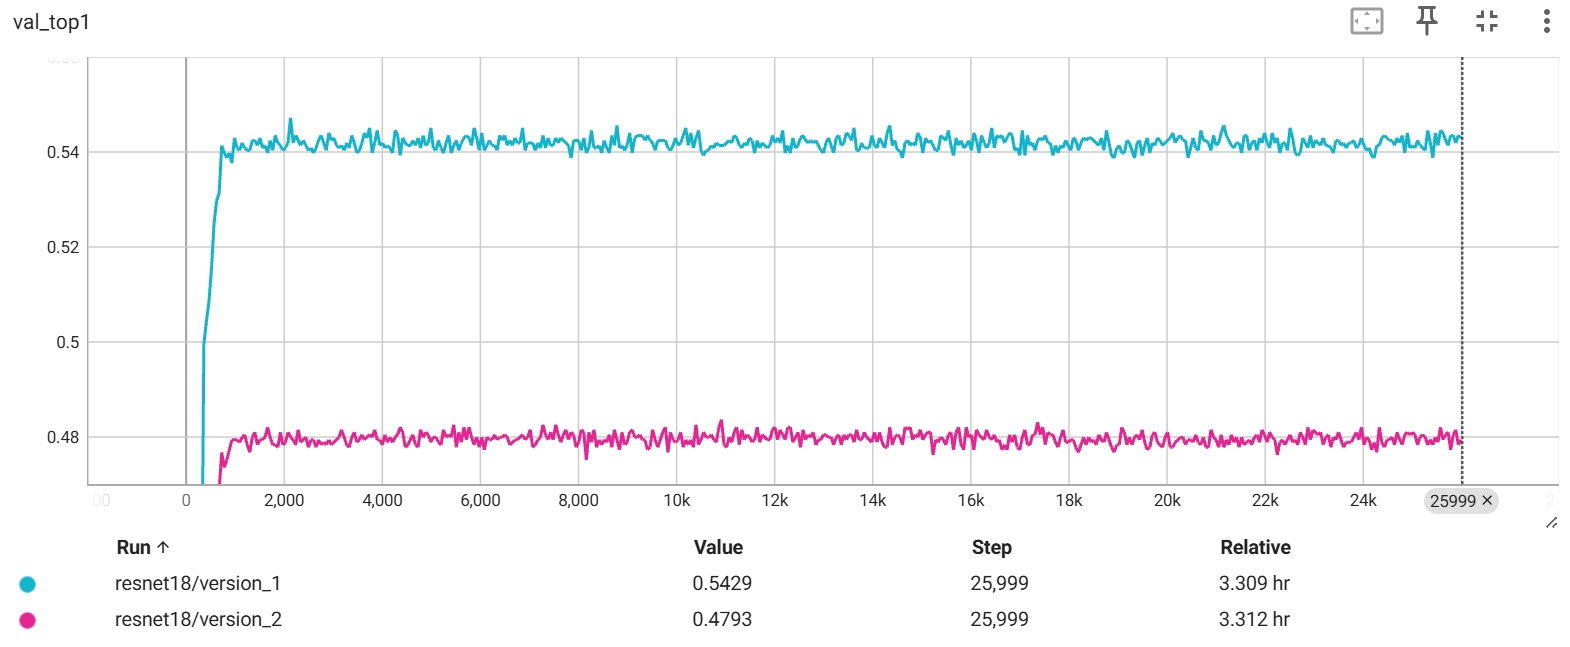 val_top1
0.54
0.52
0.5
0.48
00 0 2,000 4,000 6,000 8,000 10k 12k 14k 16k 18k 20k 22k 24k 25999 ×
Run ↑ Value Step Relative
resnet18/version_1 0.5429 25,999 3.309 hr
resnet18/version_2 0.4793 25,999 3.312 hr